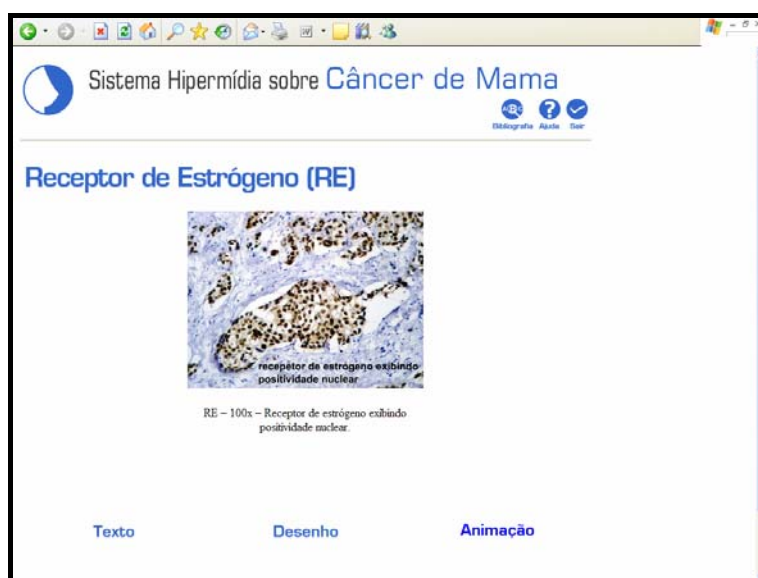 Sistema Hipermídia sobre Câncer de Mama
Bibliografia Ajuda Sair
Receptor de Estrógeno (RE)
recepetor de estrogeno exibindo
positividade nuclear
RE – 100x – Receptor de estrógeno exibindo
positividade nuclear.
Texto Desenho Animação